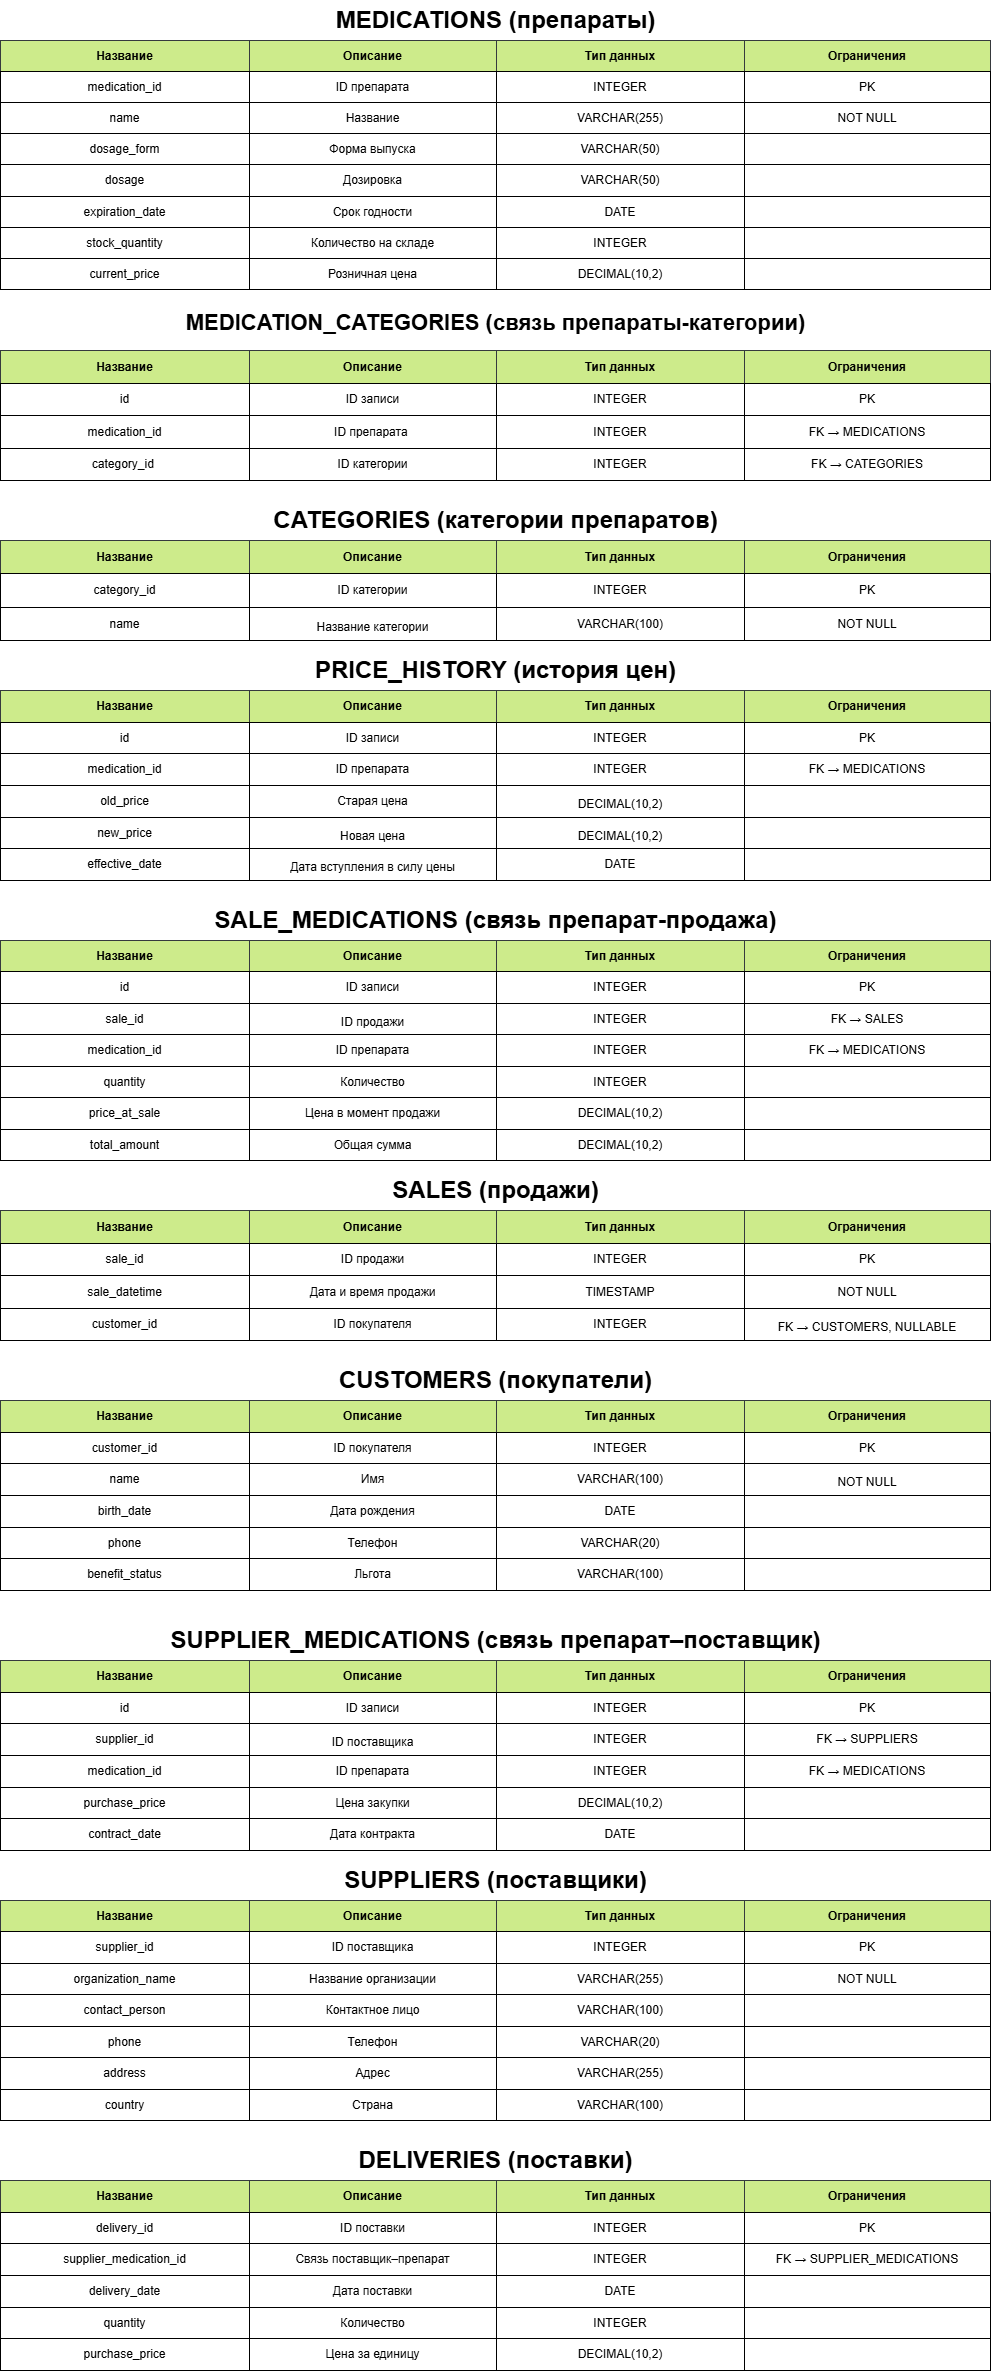 MEDICATIONS (препараты)
Название Описание Тип данных Ограничения
medication_id ID препарата INTEGER PK
name Название VARCHAR(255) NOT NULL
dosage_form Форма выпуска VARCHAR(50)
dosage Дозировка VARCHAR(50)
expiration_date Срок годности DATE
stock_quantity Количество на складе INTEGER
current_price Розничная цена DECIMAL(10,2)
MEDICATION_CATEGORIES (связь препараты-категории)
Название Описание Тип данных Ограничения
id ID записи INTEGER PK
medication_id ID препарата INTEGER FK → MEDICATIONS
category_id ID категории INTEGER FK → CATEGORIES
CATEGORIES (категории препаратов)
Название Описание Тип данных Ограничения
category_id ID категории INTEGER PK
name Название категории VARCHAR(100) NOT NULL
PRICE_HISTORY (история цен)
Название Описание Тип данных Ограничения
id ID записи INTEGER PK
medication_id ID препарата INTEGER FK → MEDICATIONS
old_price Старая цена DECIMAL(10,2)
new_price Новая цена DECIMAL(10,2)
effective_date Дата вступления в силу цены DATE
SALE_MEDICATIONS (связь препарат-продажа)
Название Описание Тип данных Ограничения
id ID записи INTEGER PK
sale_id ID продажи INTEGER FK → SALES
medication_id ID препарата INTEGER FK → MEDICATIONS
quantity Количество INTEGER
price_at_sale Цена в момент продажи DECIMAL(10,2)
total_amount Общая сумма DECIMAL(10,2)
SALES (продажи)
Название Описание Тип данных Ограничения
sale_id ID продажи INTEGER PK
sale_datetime Дата и время продажи TIMESTAMP NOT NULL
customer_id ID покупателя INTEGER FK → CUSTOMERS, NULLABLE
CUSTOMERS (покупатели)
Название Описание Тип данных Ограничения
customer_id ID покупателя INTEGER PK
name Имя VARCHAR(100) NOT NULL
birth_date Дата рождения DATE
phone Телефон VARCHAR(20)
benefit_status Льгота VARCHAR(100)
SUPPLIER_MEDICATIONS (связь препарат–поставщик)
Название Описание Тип данных Ограничения
id ID записи INTEGER PK
supplier_id ID поставщика INTEGER FK → SUPPLIERS
medication_id ID препарата INTEGER FK → MEDICATIONS
purchase_price Цена закупки DECIMAL(10,2)
contract_date Дата контракта DATE
SUPPLIERS (поставщики)
Название Описание Тип данных Ограничения
supplier_id ID поставщика INTEGER PK
organization_name Название организации VARCHAR(255) NOT NULL
contact_person Контактное лицо VARCHAR(100)
phone Телефон VARCHAR(20)
address Адрес VARCHAR(255)
country Страна VARCHAR(100)
DELIVERIES (поставки)
Название Описание Тип данных Ограничения
delivery_id ID поставки INTEGER PK
supplier_medication_id Связь поставщик–препарат INTEGER FK → SUPPLIER_MEDICATIONS
delivery_date Дата поставки DATE
quantity Количество INTEGER
purchase_price Цена за единицу DECIMAL(10,2)